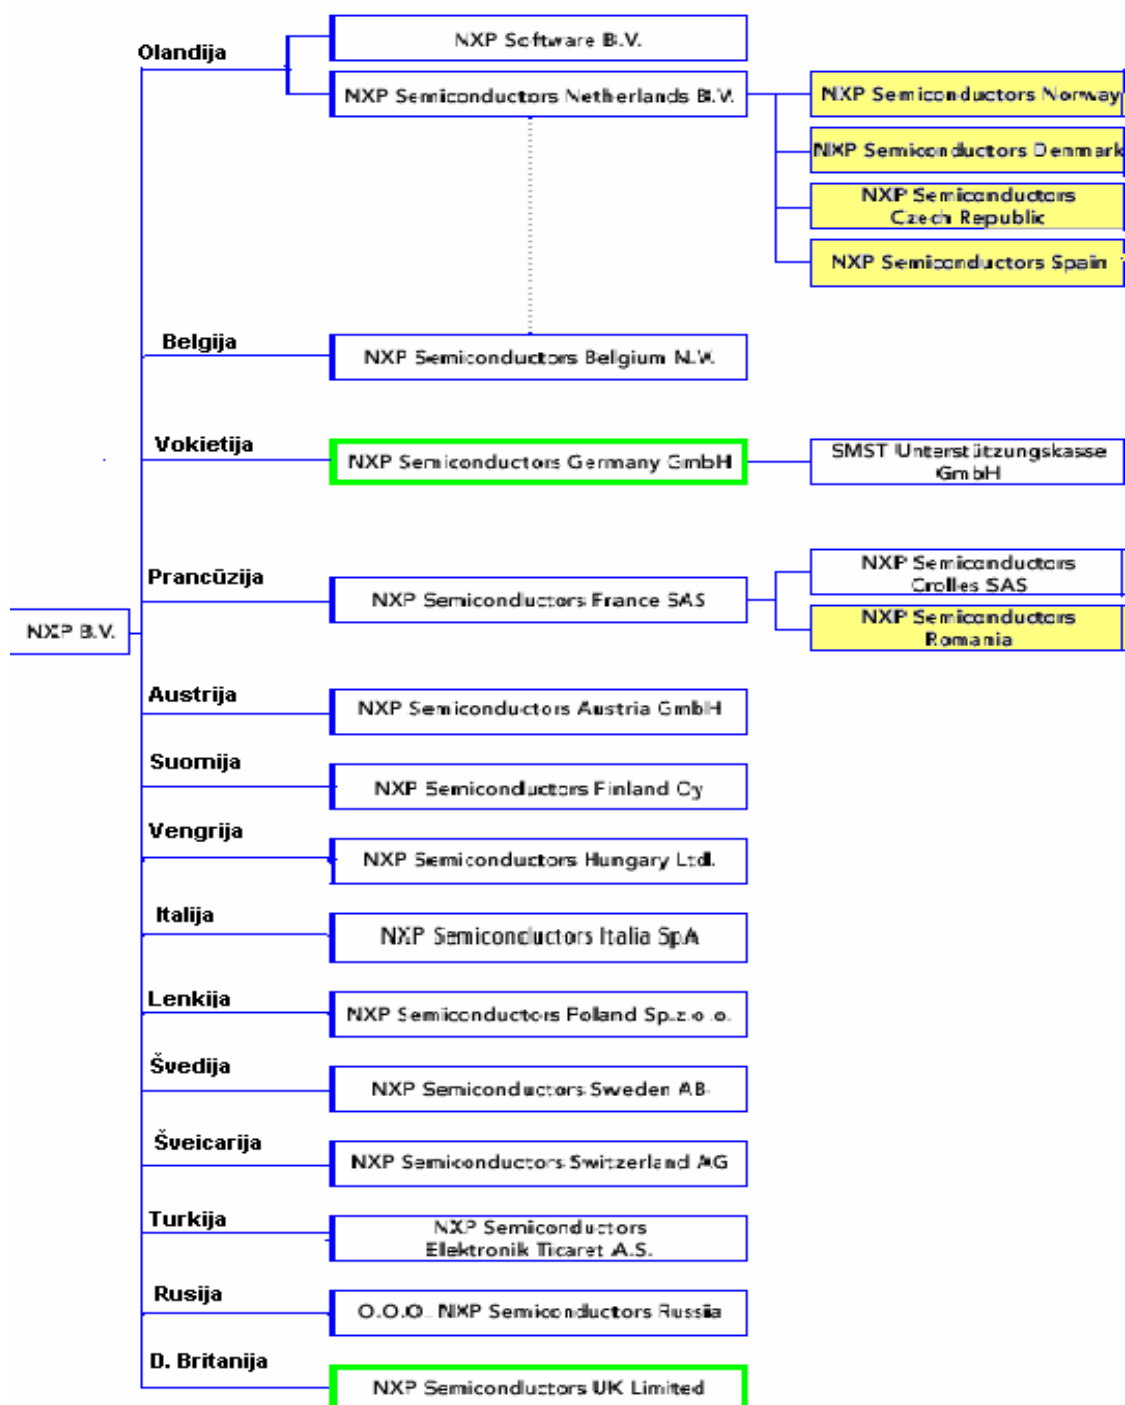 Olandija
NXP Software B.V.
NXP Semiconductors Netherlands B.V.
NXP Semiconductors Norway
NXP Semiconductors Denmark
NXP Semiconductors
Czech Republic
NXP Semiconductors Spain
Belgija
NXP Semiconductors Belgium N.V.
Vokietija
NXP Semiconductors Germany GmbH
SMST Unterstützungskasse
GmbH
Prancūzija
NXP Semiconductors France SAS
NXP Semiconductors
Crolles SAS
NXP Semiconductors
Romania
NXP B.V.
Austrija
NXP Semiconductors Austria GmbH
Suomija
NXP Semiconductors Finland Oy
Vengrija
NXP Semiconductors Hungary Ltd.
Italija
NXP Semiconductors Italia SpA
Lenkija
NXP Semiconductors Poland Sp.z.o.o.
Švedija
NXP Semiconductors Sweden AB
Šveicarija
NXP Semiconductors Switzerland AG
Turkija
NXP Semiconductors
Elektronik Ticaret A.S.
Rusija
O.O.O. NXP Semiconductors Russia
D. Britanija
NXP Semiconductors UK Limited